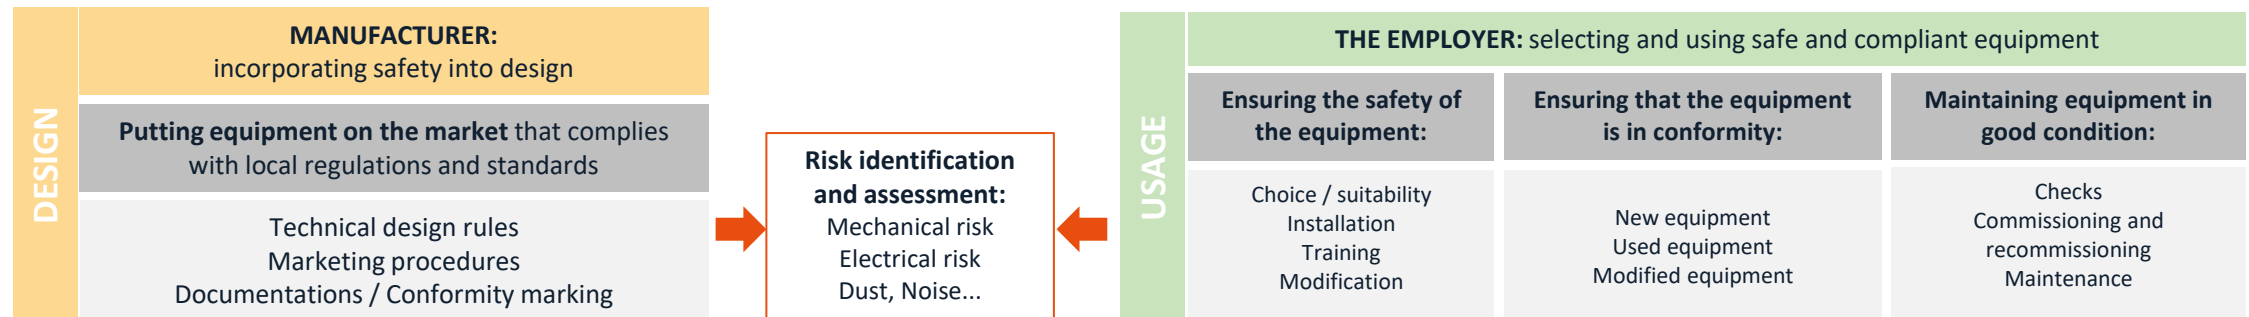 DESIGN
MANUFACTURER:
incorporating safety into design
Putting equipment on the market that complies
with local regulations and standards
Technical design rules
Marketing procedures
Documentations / Conformity marking
Risk identification
and assessment:
Mechanical risk
Electrical risk
Dust, Noise...
USAGE
THE EMPLOYER: selecting and using safe and compliant equipment
Ensuring the safety of
the equipment:
Choice / suitability
Installation
Training
Modification
Ensuring that the equipment
is in conformity:
New equipment
Used equipment
Modified equipment
Maintaining equipment in
good condition:
Checks
Commissioning and
recommissioning
Maintenance